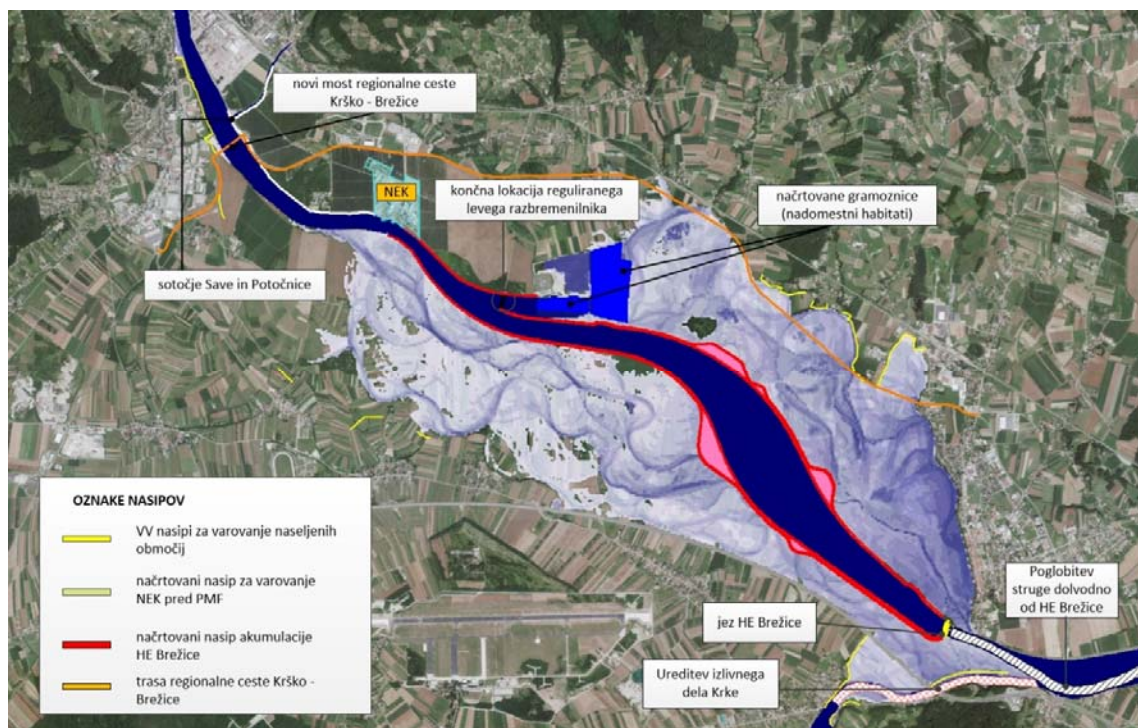 novi most regionalne ceste
Krško - Brežice
NEK
končna lokacija reguliranega
levega razbremenilnika
načrtovane gramoznice
(nadomestni habitati)
sotočje Save in Potočnice
OZNAKE NASIPOV
VV nasipi za varovanje naseljenih
območij
načrtovani nasip za varovanje
NEK pred PMF
načrtovani nasip akumulacije
HE Brežice
trasa regionalne ceste Krško -
Brežice
Poglobitev
struge dolvodno
od HE Brežice
jez HE Brežice
Ureditev izlivnega
dela Krke